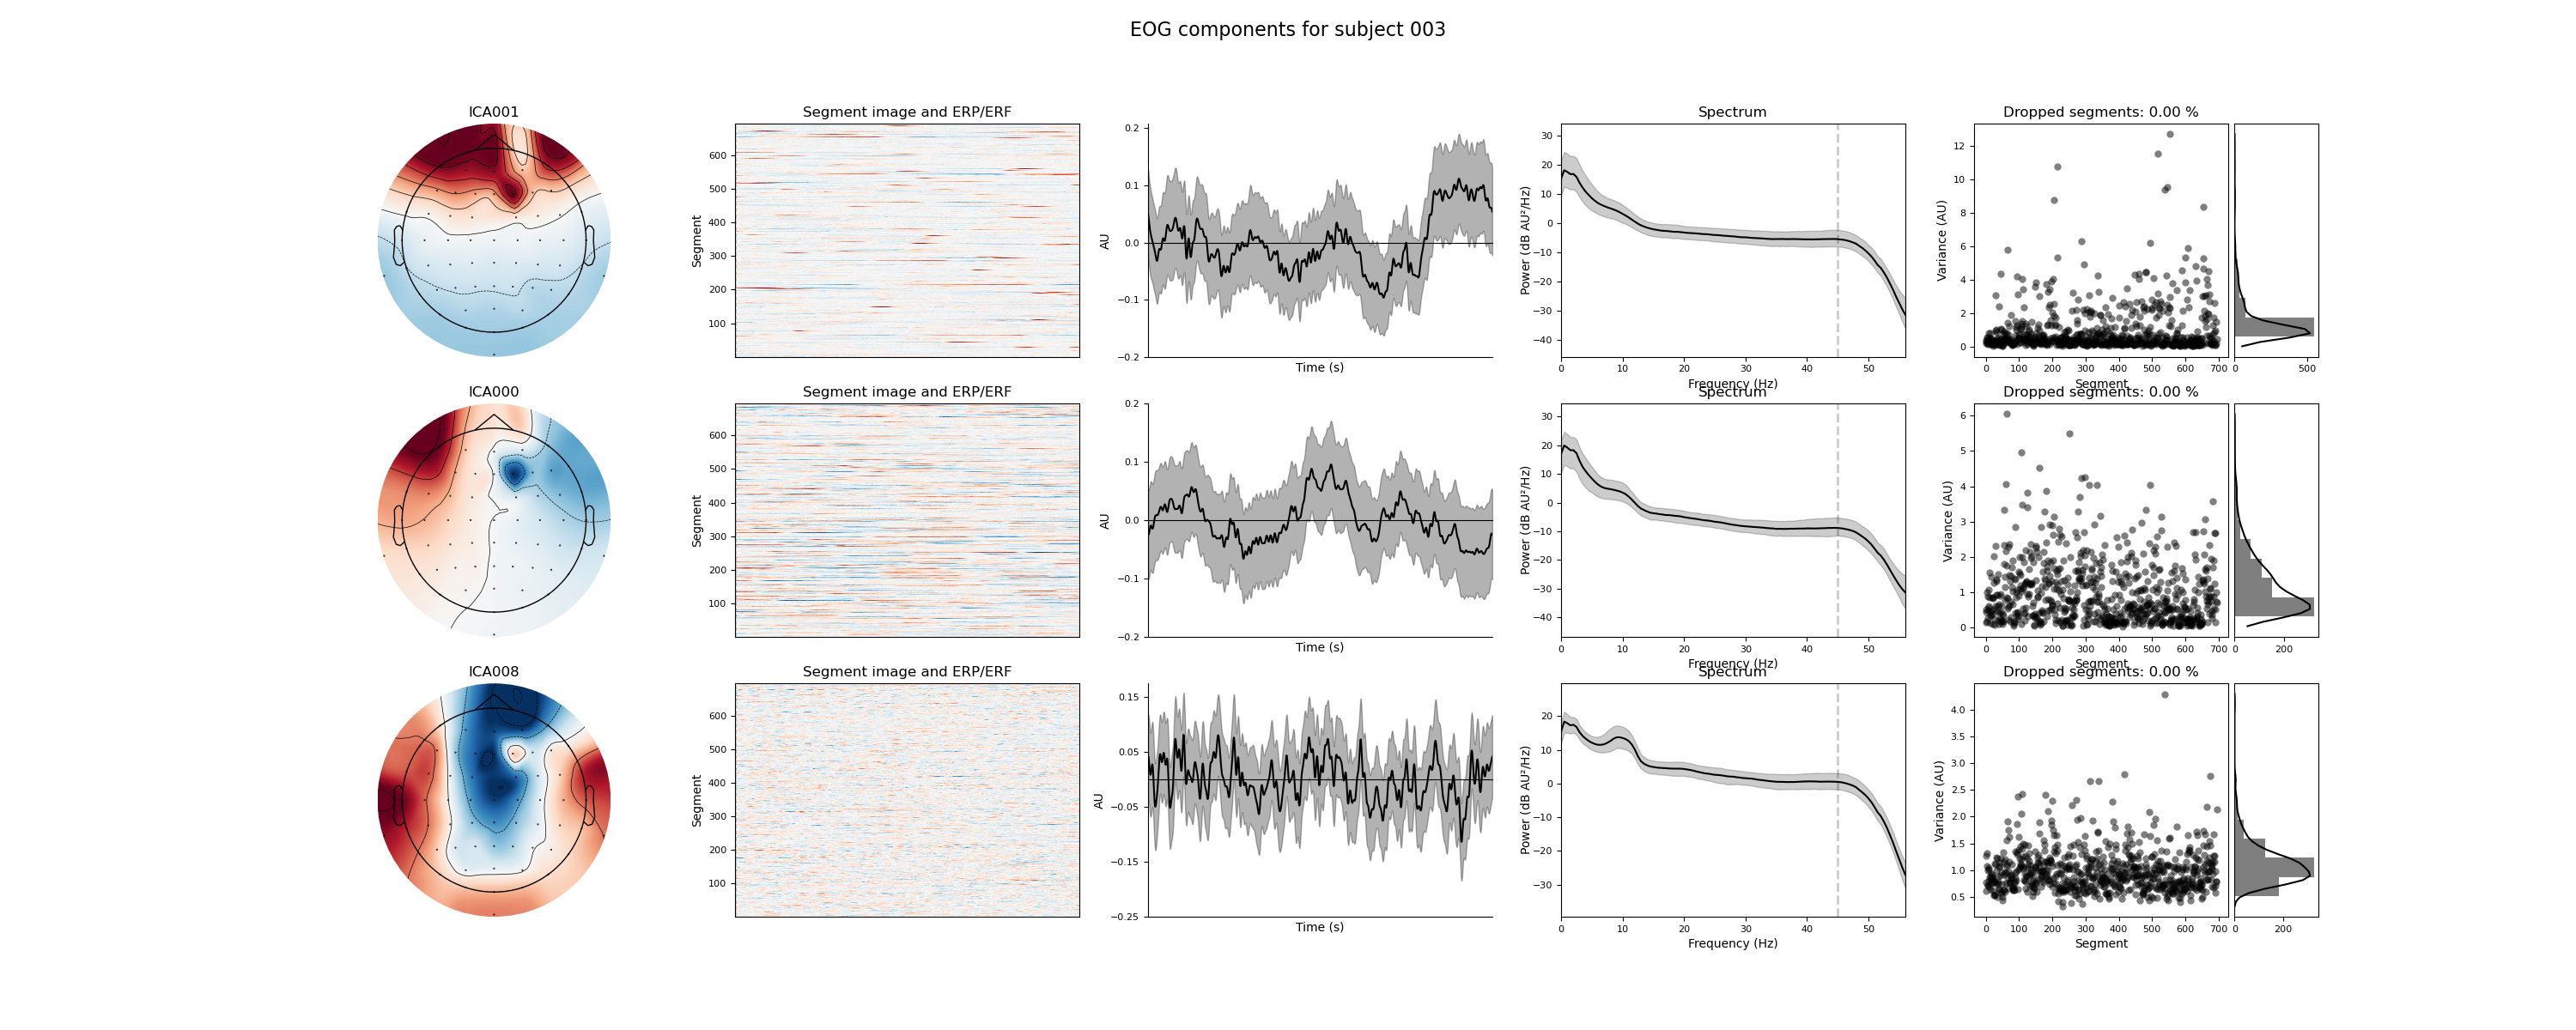 EOG components for subject 003
ICA001
Segment image and ERP/ERF
Spectrum
Dropped segments: 0.00 %
Segment
600
500
400
300
200
100
AU
0.2
0.1
0.0
−0.1
−0.2
Time (s)
Power (dB AU²/Hz)
30
20
10
0
−10
−20
−30
−40
0 10 20 30 40 50
Frequency (Hz)
Variance (AU)
12
10
8
6
4
2
0
0 100 200 300 400 500 600 700
Segment
0 500
ICA000
Segment image and ERP/ERF
Spectrum
Dropped segments: 0.00 %
Segment
600
500
400
300
200
100
AU
0.2
0.1
0.0
−0.1
−0.2
Time (s)
Power (dB AU²/Hz)
30
20
10
0
−10
−20
−30
−40
0 10 20 30 40 50
Frequency (Hz)
Variance (AU)
6
5
4
3
2
1
0
0 100 200 300 400 500 600 700
Segment
0 200
ICA008
Segment image and ERP/ERF
Spectrum
Dropped segments: 0.00 %
Segment
600
500
400
300
200
100
AU
0.15
0.05
−0.05
−0.15
−0.25
Time (s)
Power (dB AU²/Hz)
20
10
0
−10
−20
−30
0 10 20 30 40 50
Frequency (Hz)
Variance (AU)
4.0
3.5
3.0
2.5
2.0
1.5
1.0
0.5
0 100 200 300 400 500 600 700
Segment
0 200